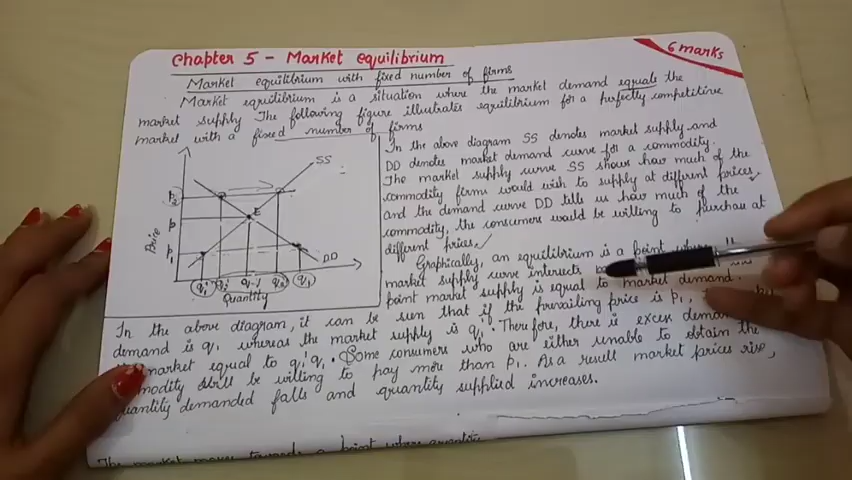 Chapter 5 - Market equilibrium
6 marks
Market equilibrium with fixed number of firms
Market equilibrium is a situation where the market demand equals the
market supply The following figure illustrates equilibrium for a perfectly competitive
market with a fixed number of firms
SS
E
P
DD
Price
Quantity
q₁
In the above diagram SS denotes market supply and
DD denotes market demand curve for a commodity.
The market supply curve SS shows how much of the
commodity firms would wish to supply at different prices
and the demand curve DD tells us how much of the
commodity, the consumers would be willing to purchase at
different prices.
Graphically, an equilibrium is a point where
market supply curve intersects
point market supply is equal to market demand.
In the above diagram, it can be seen that if the prevailing price is p₁,
demand is q₁ whereas the market supply is q₁'. Therefore, there is excess
market equal to q₁'q₁. Some consumers who are either unable to obtain the
will be willing to pay more than p₁. As a result market prices rise,
quantity demanded falls and quantity supplied increases.
The market moves towards a point where quantity